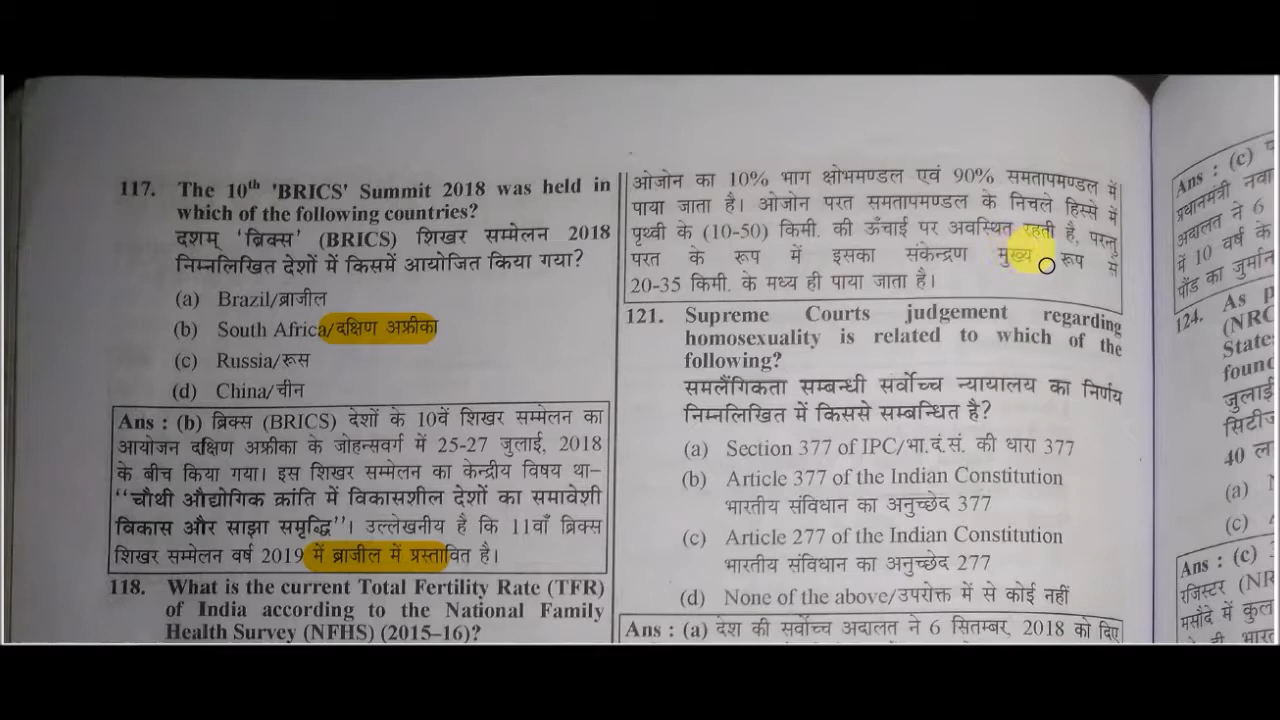 117. The 10th 'BRICS' Summit 2018 was held in
which of the following countries?
दशम् 'ब्रिक्स' (BRICS) शिखर सम्मेलन 2018
निम्नलिखित देशों में किसमें आयोजित किया गया?
(a) Brazil/ब्राजील
(b) South Africa/दक्षिण अफ्रीका
(c) Russia/रूस
(d) China/चीन
Ans : (b) ब्रिक्स (BRICS) देशों के 10वें शिखर सम्मेलन का
आयोजन दक्षिण अफ्रीका के जोहन्सवर्ग में 25-27 जुलाई, 2018
के बीच किया गया। इस शिखर सम्मेलन का केन्द्रीय विषय था–
"चौथी औद्योगिक क्रांति में विकासशील देशों का समावेशी
विकास और साझा समृद्धि"। उल्लेखनीय है कि 11वाँ ब्रिक्स
शिखर सम्मेलन वर्ष 2019 में ब्राजील में प्रस्तावित है।
118. What is the current Total Fertility Rate (TFR)
of India according to the National Family
Health Survey (NFHS) (2015–16)?
ओजोन का 10% भाग क्षोभमण्डल एवं 90% समतापमण्डल में
पाया जाता है। ओजोन परत समतापमण्डल के निचले हिस्से में
पृथ्वी के (10-50) किमी. की ऊँचाई पर अवस्थित रहती है, परन्तु
परत के रूप में इसका संकेन्द्रण मुख्य रूप से
20-35 किमी. के मध्य ही पाया जाता है।
121. Supreme Courts judgement regarding
homosexuality is related to which of the
following?
समलैंगिकता सम्बन्धी सर्वोच्च न्यायालय का निर्णय
निम्नलिखित में किससे सम्बन्धित है?
(a) Section 377 of IPC/भा.दं.सं. की धारा 377
(b) Article 377 of the Indian Constitution
भारतीय संविधान का अनुच्छेद 377
(c) Article 277 of the Indian Constitution
भारतीय संविधान का अनुच्छेद 277
(d) None of the above/उपरोक्त में से कोई नहीं
Ans : (a) देश की सर्वोच्च अदालत ने 6 सितम्बर, 2018 को दिए
Ans : (c)
प्रधानमंत्री नवा
अदालत ने 6
में 10 वर्ष के
पौंड का जुर्मान
124. As p
(NRC
State
found
जुलाई
सिटीज
40 ल
(a)
(c)
Ans : (c)
रजिस्टर (NR
मसौदे में कुल